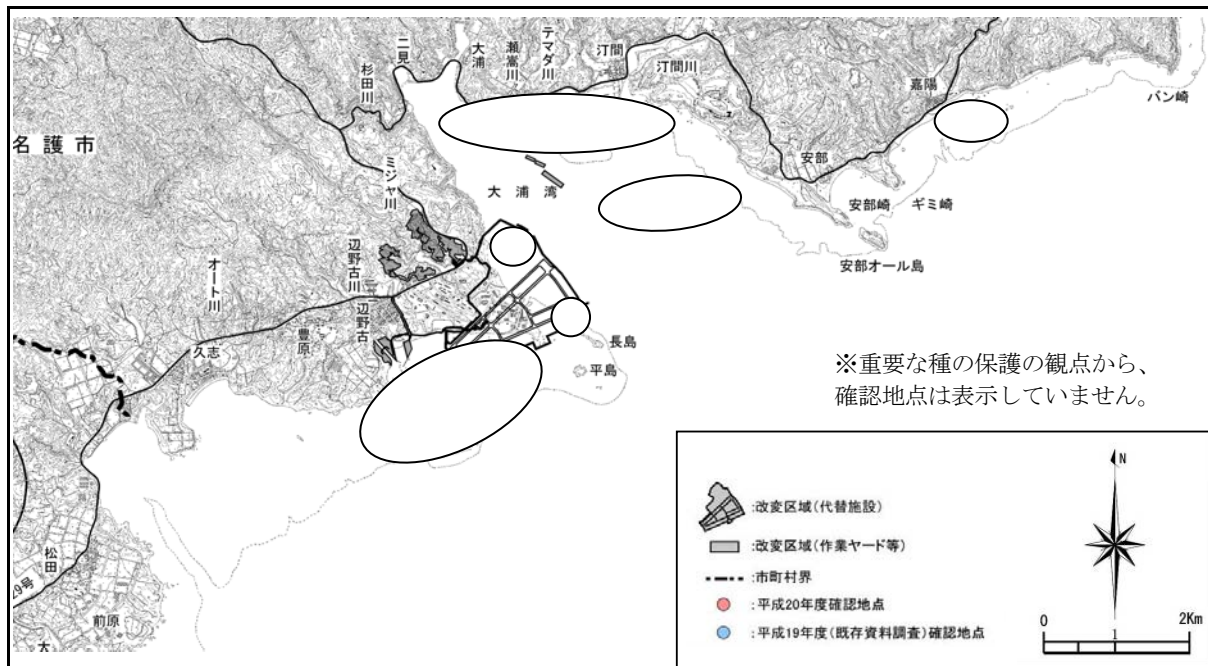 二見
大浦
瀬嵩川
テマダ川
汀間
汀間川
杉田川
嘉陽
バン崎
名護市
安部
ミジャ川
大浦湾
安部崎
ギミ崎
安部オール島
辺野古川
辺野古
オート川
豊原
久志
長島
平島
※重要な種の保護の観点から、
確認地点は表示していません。
:改変区域(代替施設)
:改変区域(作業ヤード等)
:市町村界
:平成20年度確認地点
:平成19年度(既存資料調査)確認地点
N
0 1 2Km
松田
29号
前原
大